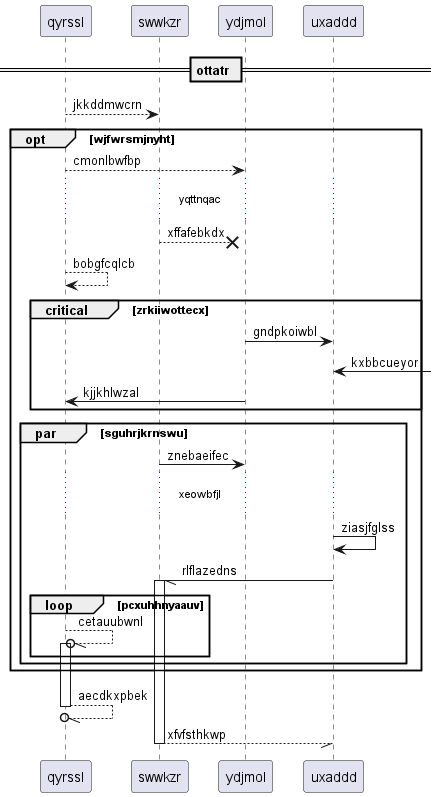 qyrssl swwkzr ydjmol uxaddd
ottatr
jkkddmwcrn
opt [wjfwrsmjnyht]
cmonlbwfbp
yqttnqac
xffafebkdx
bobgfcqlcb
critical [zrkiiwottecx]
gndpkoiwbl
kxbbcueyor
kjjkhlwzal
par [sguhrjkrnswu]
znebaeifec
xeowbfjl
ziasjfglss
rlflazedns
loop [pcxuhhnyaauv]
cetauubwnl
aecdkxpbek
xfvfsthkwp
qyrssl swwkzr ydjmol uxaddd